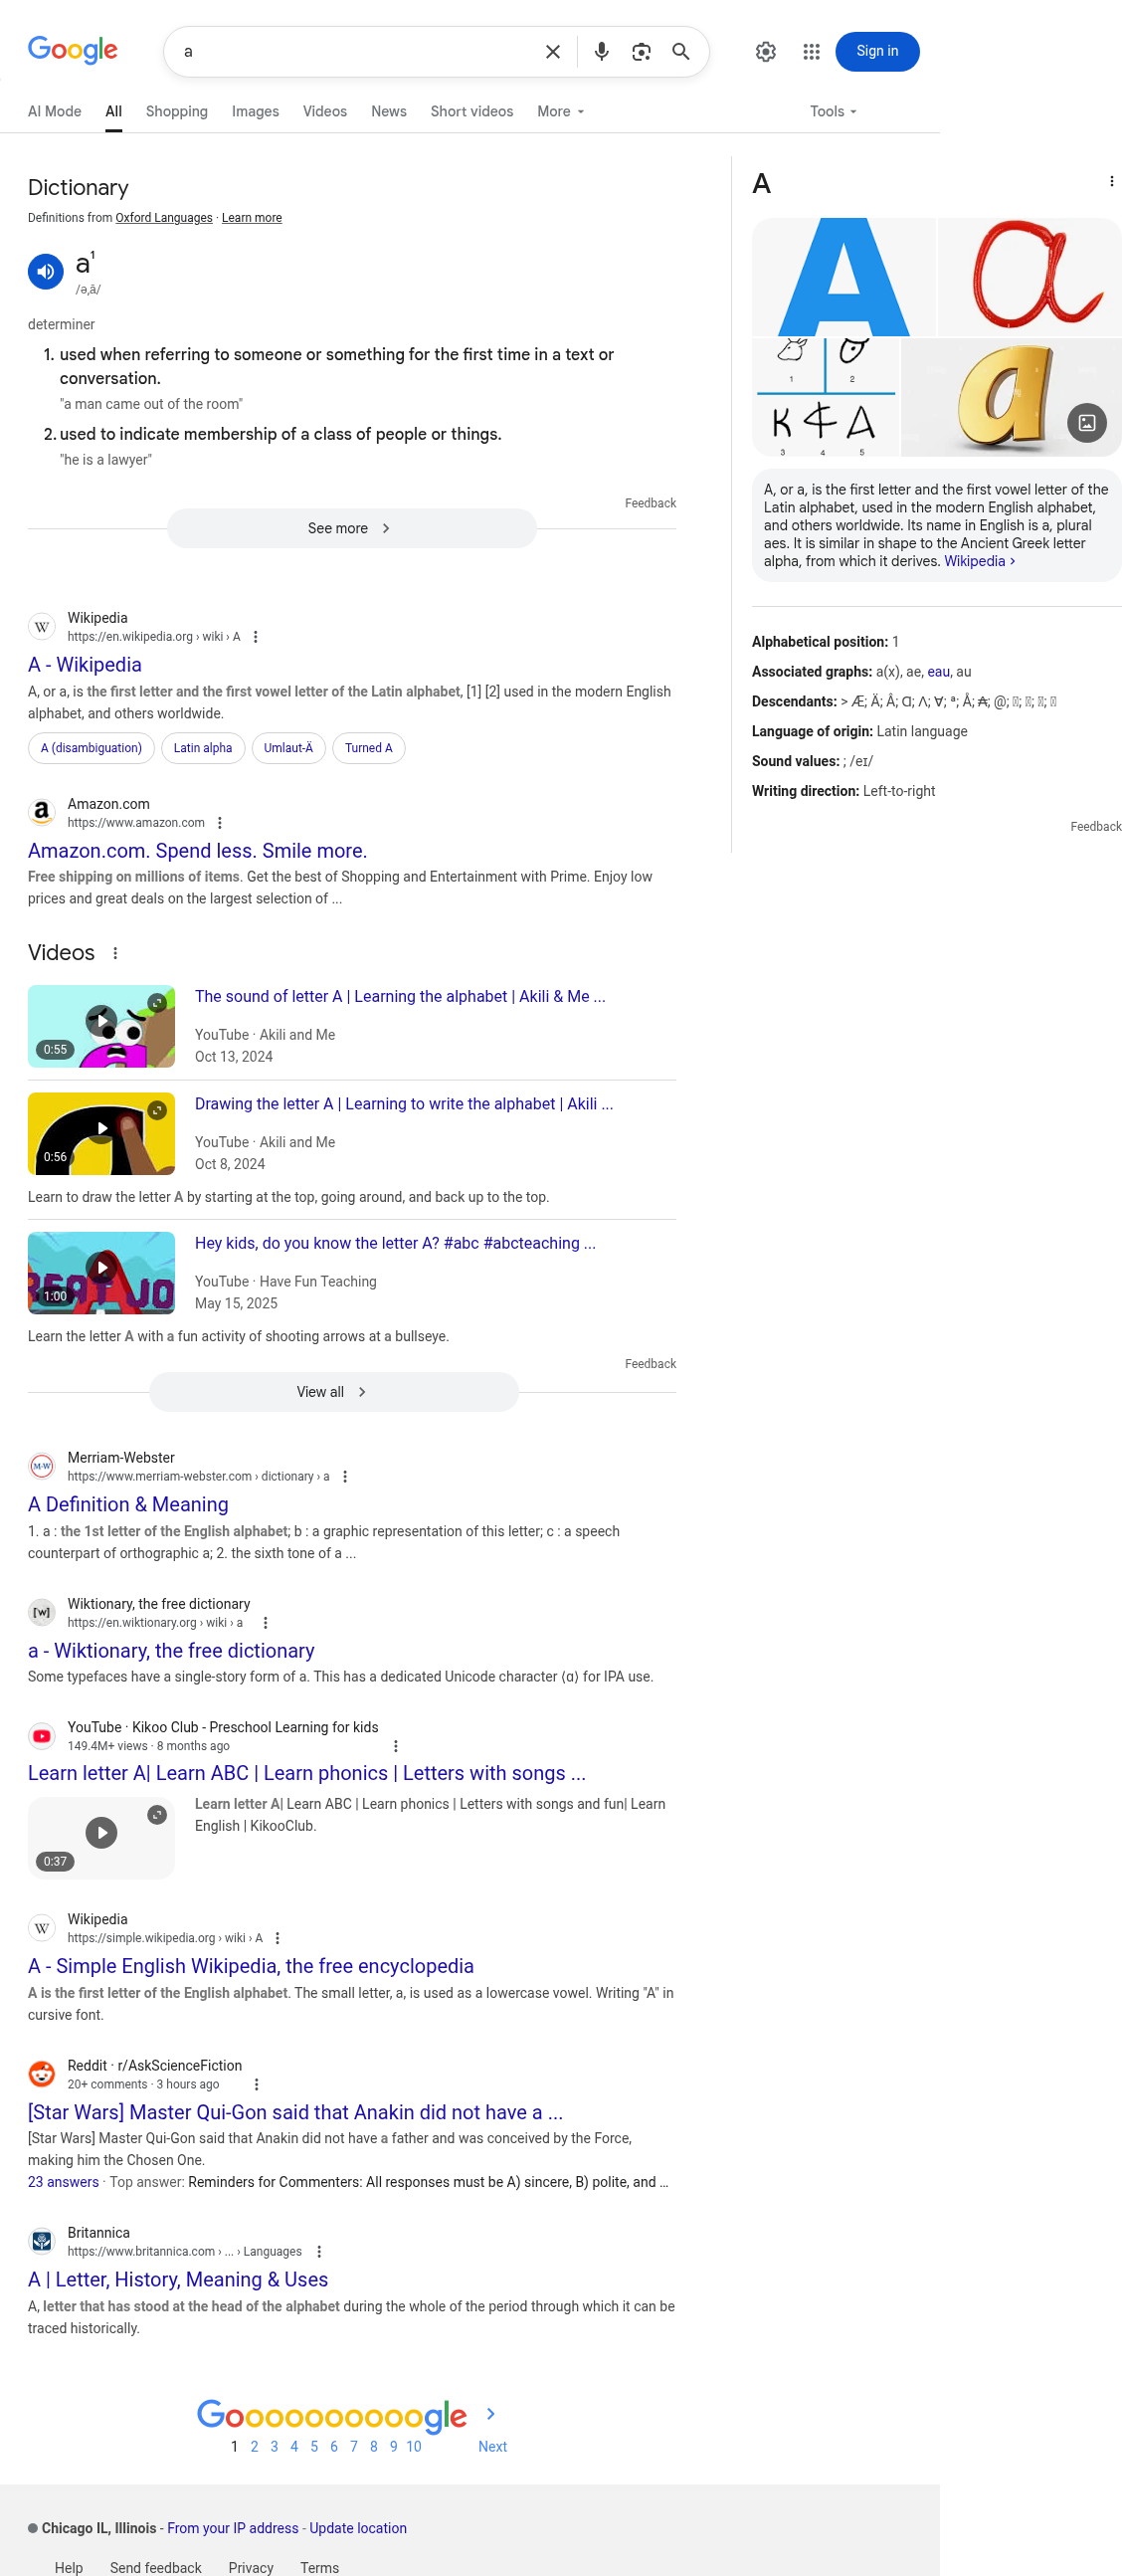 Google
a
Sign in
AI Mode All Shopping Images Videos News Short videos More Tools
Dictionary
Definitions from Oxford Languages · Learn more
a¹
/ə,ā/
determiner
1. used when referring to someone or something for the first time in a text or
conversation.
"a man came out of the room"
2. used to indicate membership of a class of people or things.
"he is a lawyer"
Feedback
See more
Wikipedia
https://en.wikipedia.org › wiki › A
A - Wikipedia
A, or a, is the first letter and the first vowel letter of the Latin alphabet, [1] [2] used in the modern English
alphabet, and others worldwide.
A (disambiguation) Latin alpha Umlaut-Ä Turned A
Amazon.com
https://www.amazon.com
Amazon.com. Spend less. Smile more.
Free shipping on millions of items. Get the best of Shopping and Entertainment with Prime. Enjoy low
prices and great deals on the largest selection of ...
Videos
The sound of letter A | Learning the alphabet | Akili & Me ...
0:55
YouTube · Akili and Me
Oct 13, 2024
Drawing the letter A | Learning to write the alphabet | Akili ...
0:56
YouTube · Akili and Me
Oct 8, 2024
Learn to draw the letter A by starting at the top, going around, and back up to the top.
Hey kids, do you know the letter A? #abc #abcteaching ...
1:00
YouTube · Have Fun Teaching
May 15, 2025
Learn the letter A with a fun activity of shooting arrows at a bullseye.
Feedback
View all
Merriam-Webster
https://www.merriam-webster.com › dictionary › a
A Definition & Meaning
1. a : the 1st letter of the English alphabet; b : a graphic representation of this letter; c : a speech
counterpart of orthographic a; 2. the sixth tone of a ...
Wiktionary, the free dictionary
https://en.wiktionary.org › wiki › a
a - Wiktionary, the free dictionary
Some typefaces have a single-story form of a. This has a dedicated Unicode character ⟨ɑ⟩ for IPA use.
YouTube · Kikoo Club - Preschool Learning for kids
149.4M+ views · 8 months ago
Learn letter A| Learn ABC | Learn phonics | Letters with songs ...
0:37
Learn letter A| Learn ABC | Learn phonics | Letters with songs and fun| Learn
English | KikooClub.
Wikipedia
https://simple.wikipedia.org › wiki › A
A - Simple English Wikipedia, the free encyclopedia
A is the first letter of the English alphabet. The small letter, a, is used as a lowercase vowel. Writing "A" in
cursive font.
Reddit · r/AskScienceFiction
20+ comments · 3 hours ago
[Star Wars] Master Qui-Gon said that Anakin did not have a ...
[Star Wars] Master Qui-Gon said that Anakin did not have a father and was conceived by the Force,
making him the Chosen One.
23 answers · Top answer: Reminders for Commenters: All responses must be A) sincere, B) polite, and ...
Britannica
https://www.britannica.com › ... › Languages
A | Letter, History, Meaning & Uses
A, letter that has stood at the head of the alphabet during the whole of the period through which it can be
traced historically.
A
A a
1 2
K A
3 4 5
a
A, or a, is the first letter and the first vowel letter of the
Latin alphabet, used in the modern English alphabet,
and others worldwide. Its name in English is a, plural
aes. It is similar in shape to the Ancient Greek letter
alpha, from which it derives. Wikipedia
Alphabetical position: 1
Associated graphs: a(x), ae, eau, au
Descendants: > Æ; Ä; Â; Ɑ; Λ; Ɐ; ª; Å; ₳; @;
Language of origin: Latin language
Sound values: ; /eɪ/
Writing direction: Left-to-right
Feedback
Goooooooooogle
1 2 3 4 5 6 7 8 9 10 Next
Chicago IL, Illinois - From your IP address - Update location
Help Send feedback Privacy Terms